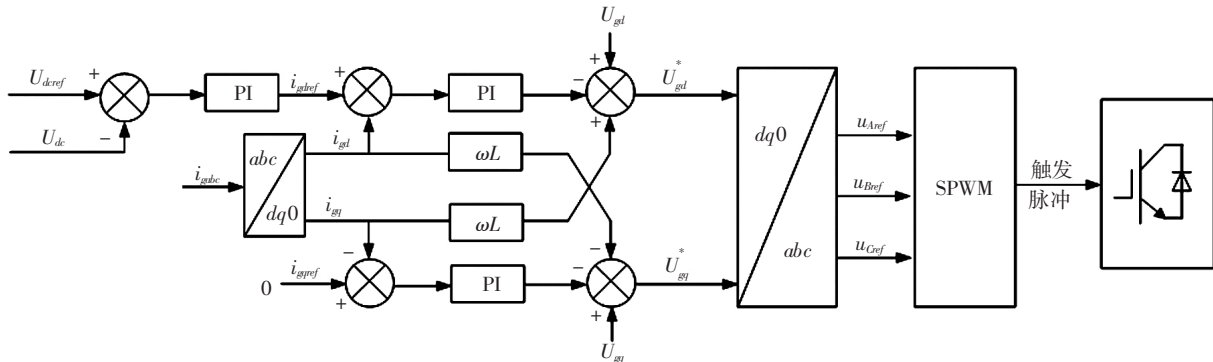 U_gd
U_dcref
+
−
U_dc
PI
i_gdref
+
PI
−
+
+
U*_gd
i_gabc
abc
dq0
i_gd
i_gq
ωL
ωL
0
i_gqref
−
+
PI
−
−
+
U*_gq
U_gq
dq0
abc
u_Aref
u_Bref
u_Cref
SPWM
触发
脉冲